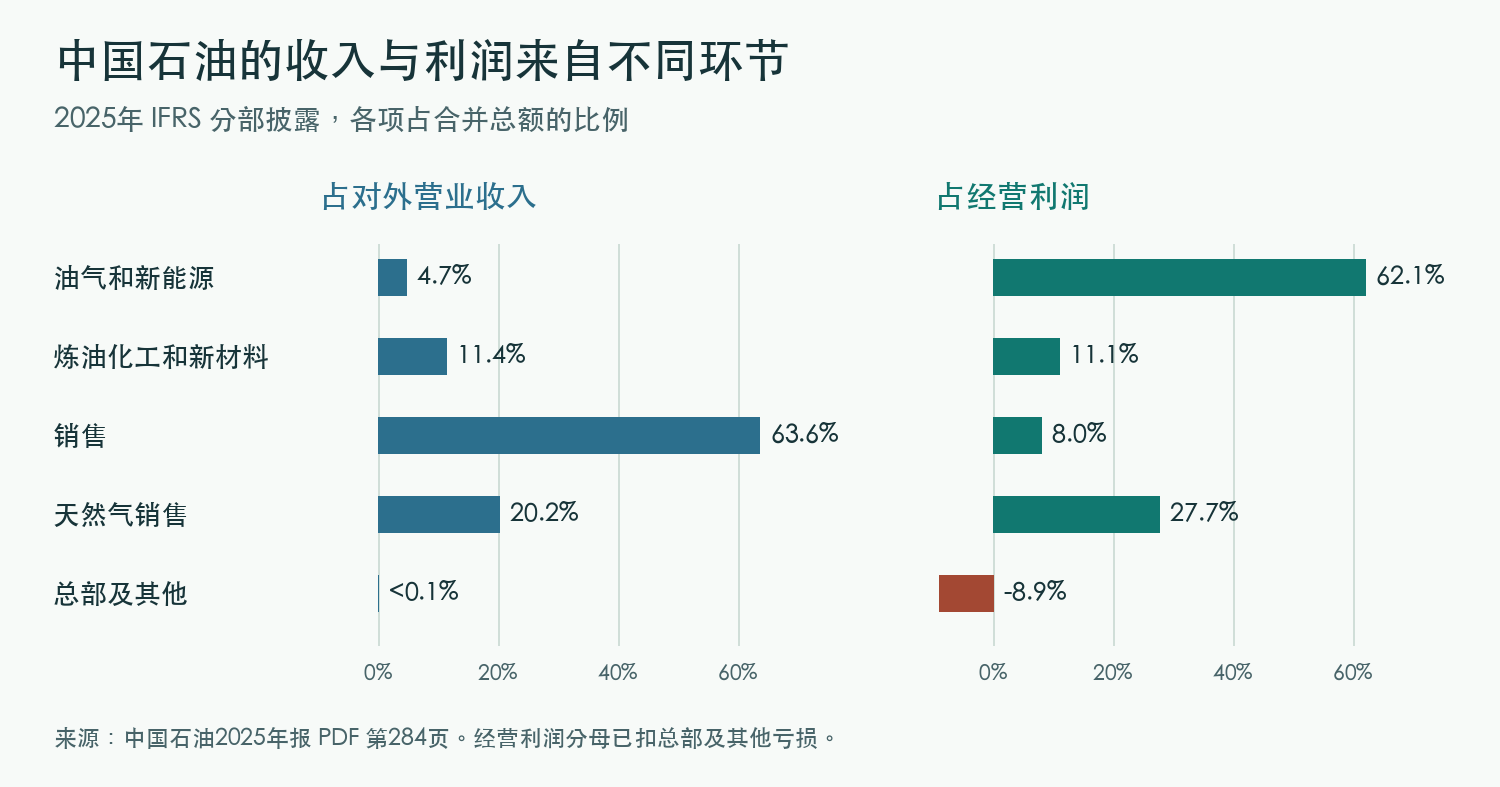 中国石油的收入与利润来自不同环节
2025年 IFRS 分部披露，各项占合并总额的比例
占对外营业收入
占经营利润
油气和新能源 4.7% 62.1%
炼油化工和新材料 11.4% 11.1%
销售 63.6% 8.0%
天然气销售 20.2% 27.7%
总部及其他 <0.1% -8.9%
0% 20% 40% 60% 0% 20% 40% 60%
来源：中国石油2025年报 PDF 第284页。经营利润分母已扣总部及其他亏损。